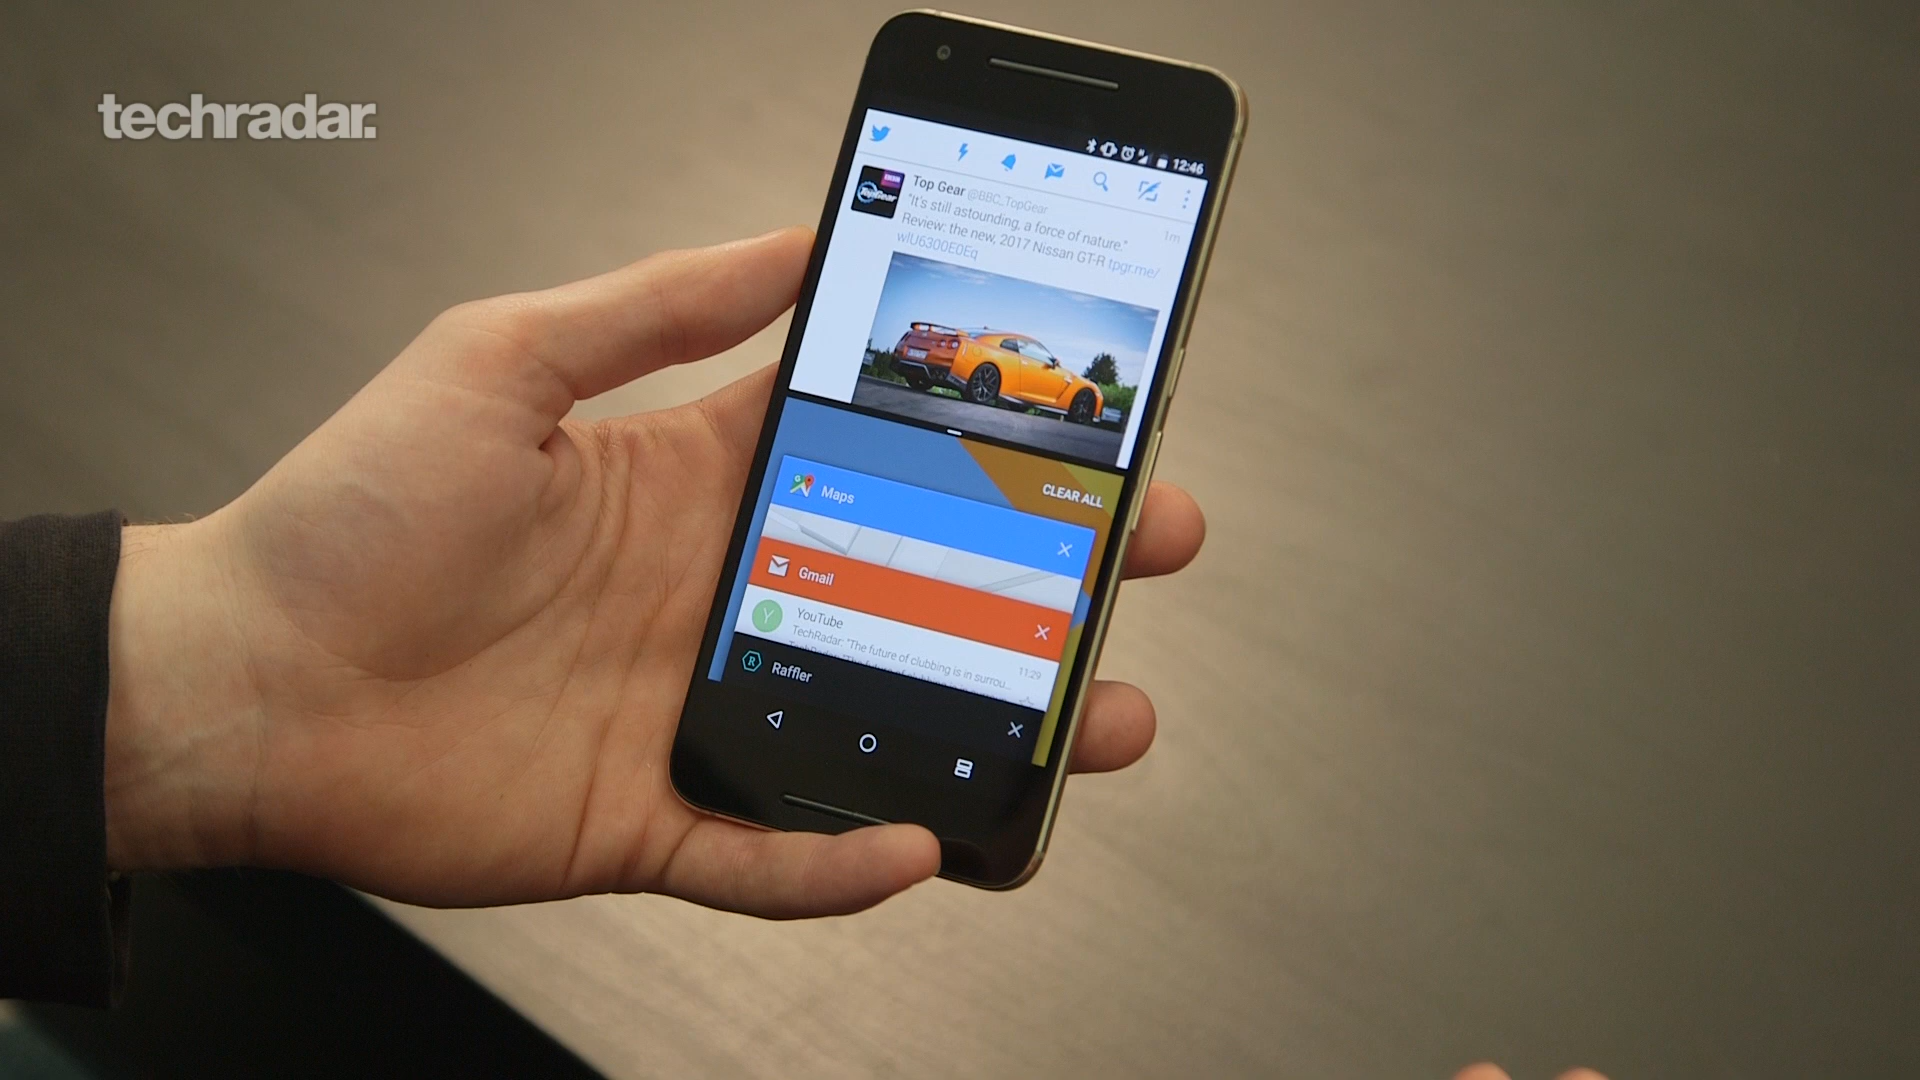 techradar.
12:46
BBC
TopGear
Top Gear @BBC_TopGear
1m
"It's still astounding, a force of nature."
Review: the new, 2017 Nissan GT-R tpgr.me/
wIU6300E0Eq
CLEAR ALL
Maps
Gmail
Y
YouTube
TechRadar: "The future of clubbing is in surrou...
11:29
R
Raffler